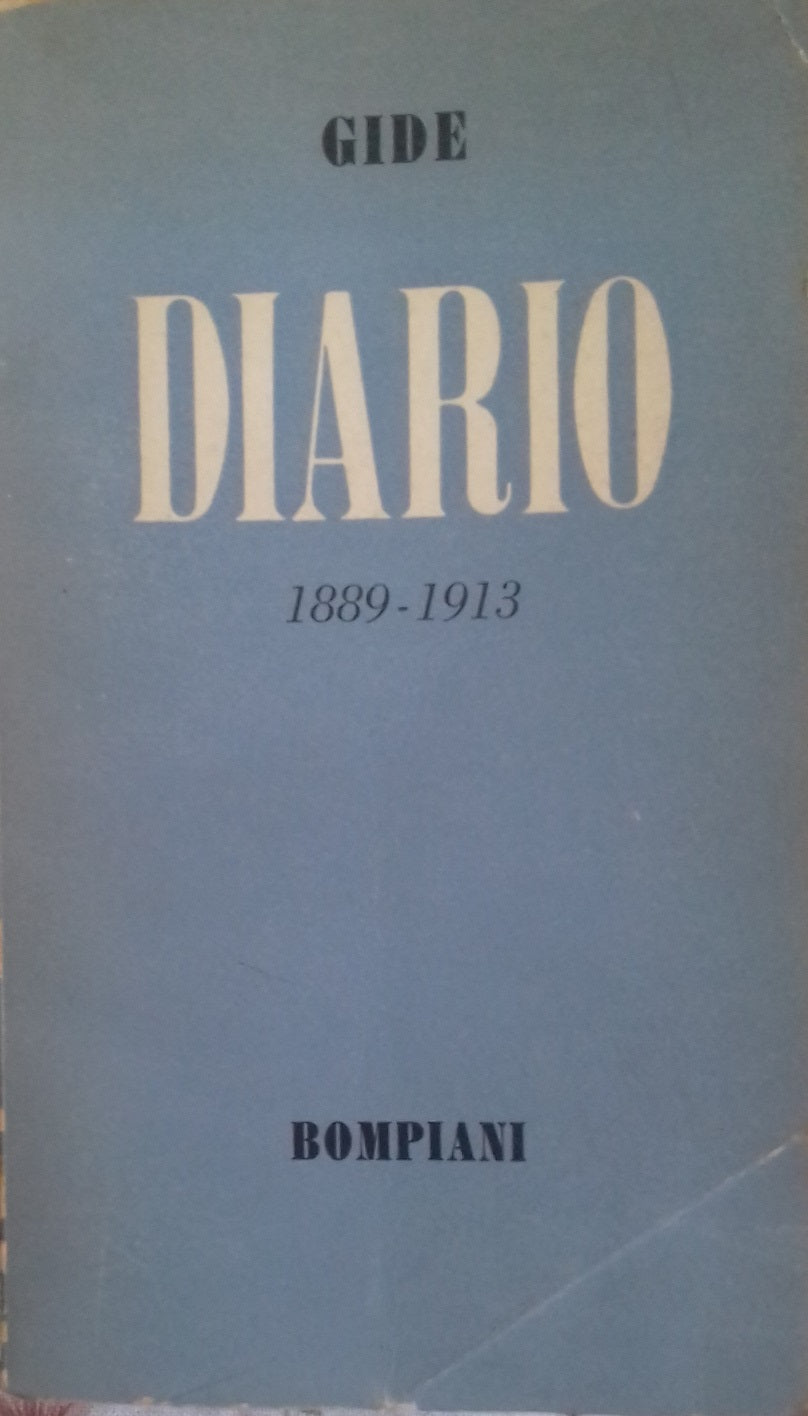 GIDE
DIARIO
1889-1913
BOMPIANI